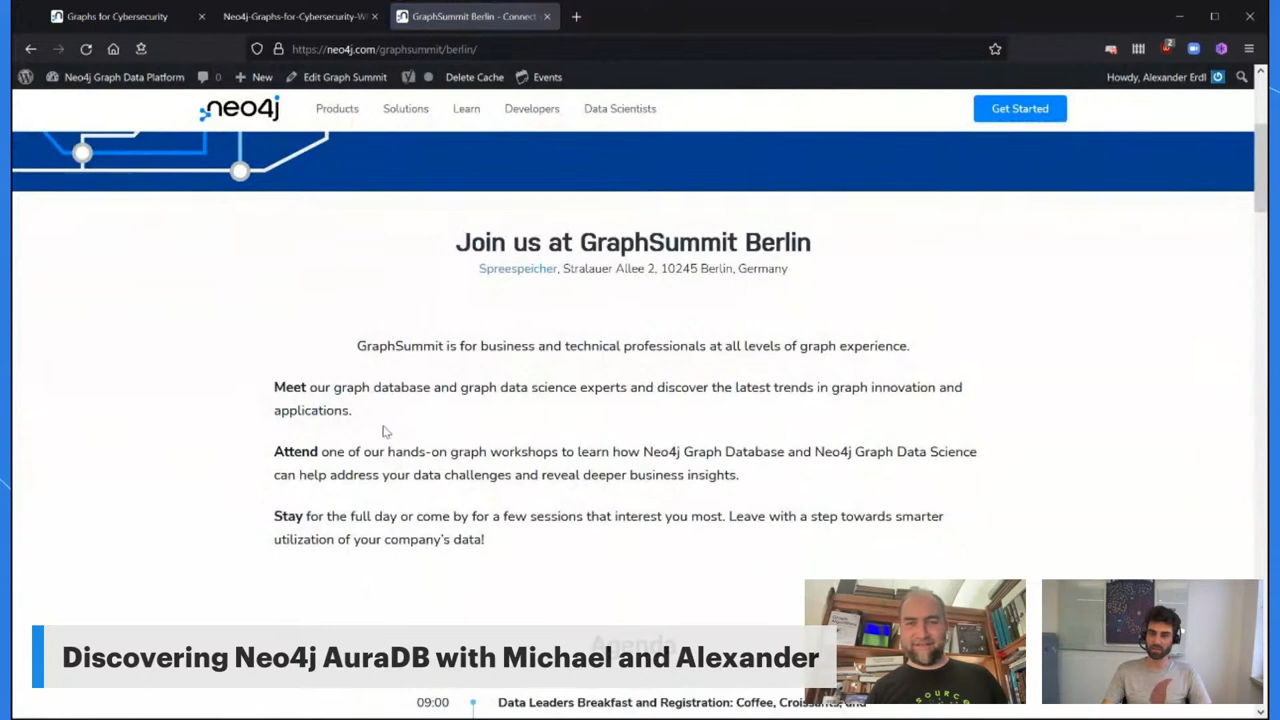 Graphs for Cybersecurity
Neo4j-Graphs-for-Cybersecurity-W
GraphSummit Berlin - Connect
https://neo4j.com/graphsummit/berlin/
2
Neo4j Graph Data Platform
0
New
Edit Graph Summit
Delete Cache
Events
Howdy, Alexander Erdl
neo4j
Products
Solutions
Learn
Developers
Data Scientists
Get Started
Join us at GraphSummit Berlin
Spreespeicher, Stralauer Allee 2, 10245 Berlin, Germany
GraphSummit is for business and technical professionals at all levels of graph experience.
Meet our graph database and graph data science experts and discover the latest trends in graph innovation and
applications.
Attend one of our hands-on graph workshops to learn how Neo4j Graph Database and Neo4j Graph Data Science
can help address your data challenges and reveal deeper business insights.
Stay for the full day or come by for a few sessions that interest you most. Leave with a step towards smarter
utilization of your company's data!
Agenda
Discovering Neo4j AuraDB with Michael and Alexander
09:00
Data Leaders Breakfast and Registration: Coffee, Croissants, and